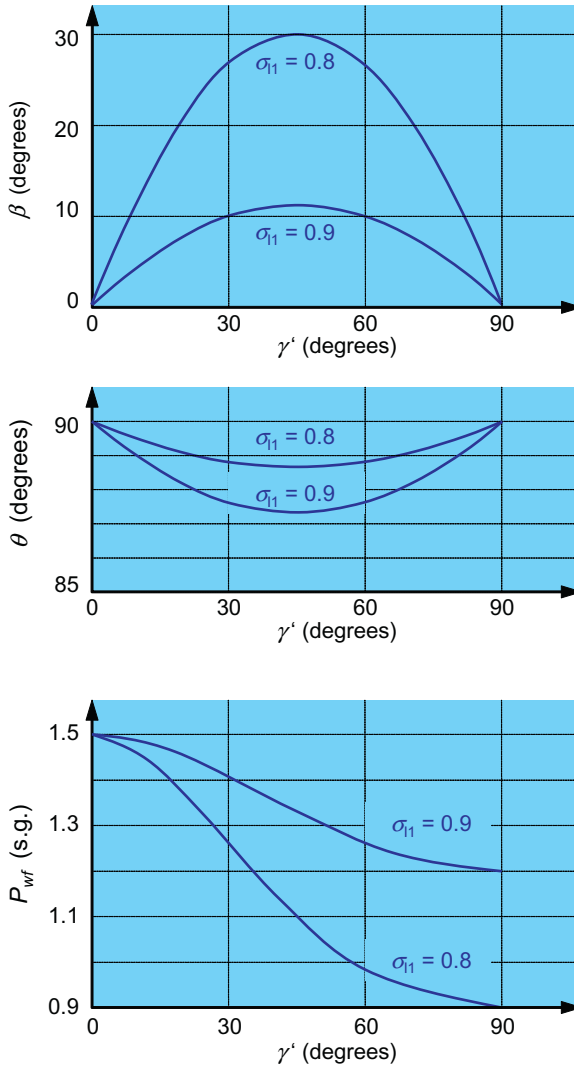 30
σl1 = 0.8
20
β (degrees)
10
σl1 = 0.9
0
0 30 60 90
γ‘ (degrees)
90
σl1 = 0.8
θ (degrees)
σl1 = 0.9
85
0 30 60 90
γ‘ (degrees)
1.5
1.3
σl1 = 0.9
Pwf (s.g.)
1.1
σl1 = 0.8
0.9
0 30 60 90
γ‘ (degrees)